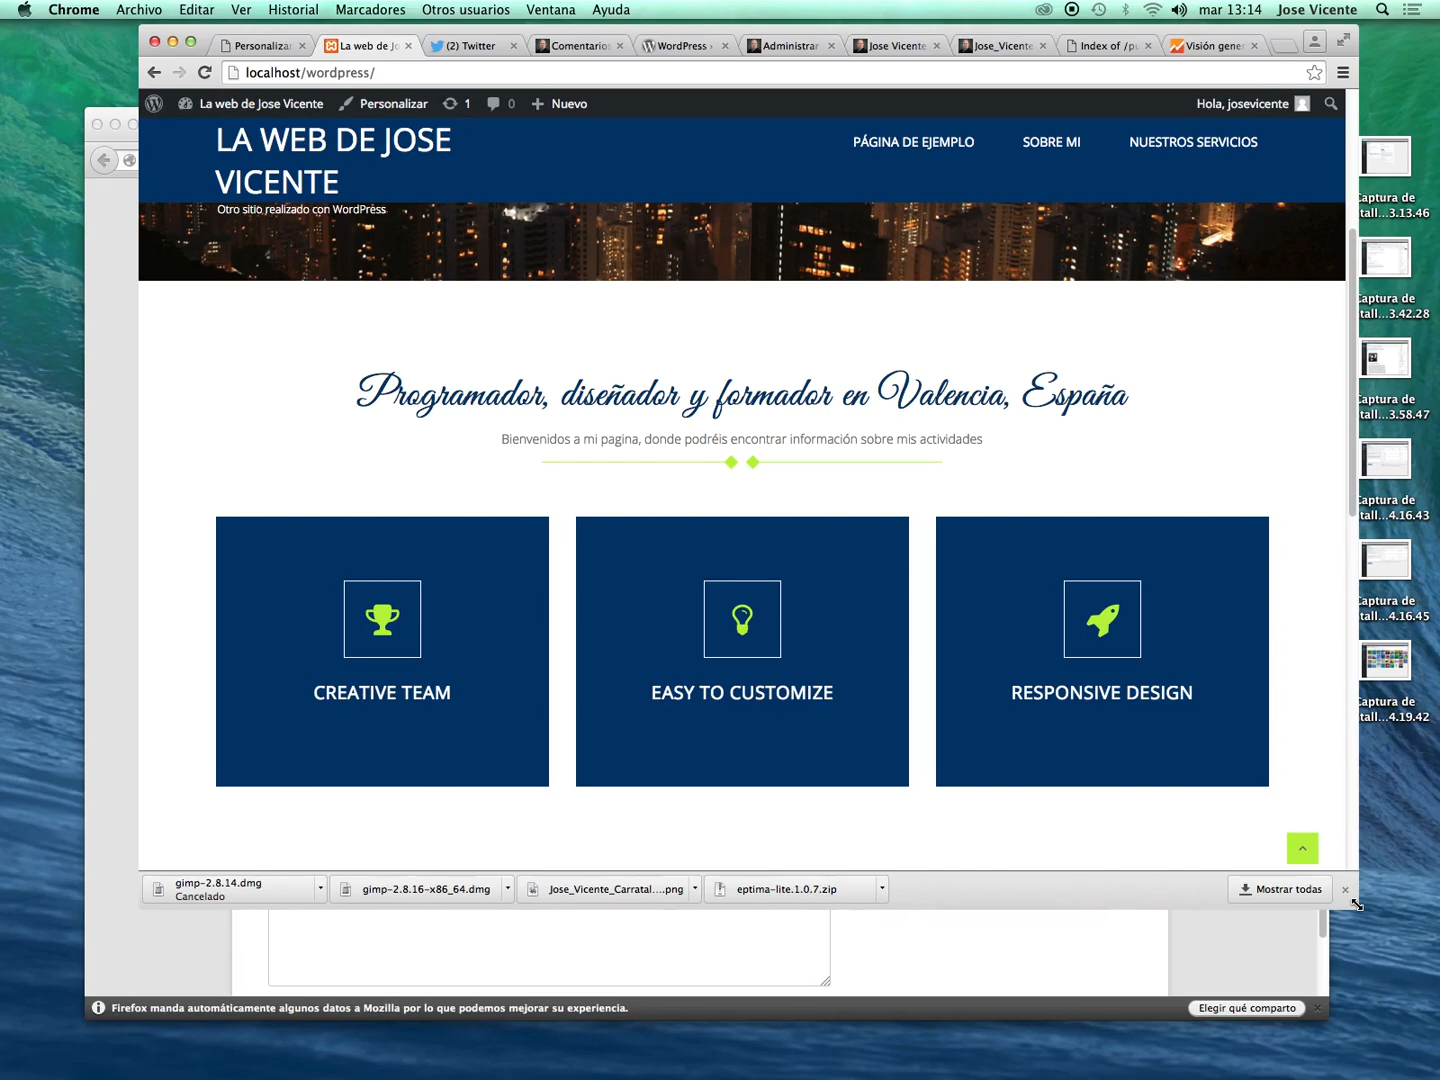 Chrome Archivo Editar Ver Historial Marcadores Otros usuarios Ventana Ayuda mar 13:14 Jose Vicente
Personalizar La web de Jo (2) Twitter Comentarios WordPress › Administrar Jose Vicente Jose_Vicente Index of /pu Visión gener
localhost/wordpress/
La web de Jose Vicente Personalizar 1 0 Nuevo Hola, josevicente
LA WEB DE JOSE
VICENTE
Otro sitio realizado con WordPress
PÁGINA DE EJEMPLO SOBRE MI NUESTROS SERVICIOS
Programador, diseñador y formador en Valencia, España
Bienvenidos a mi pagina, donde podréis encontrar información sobre mis actividades
CREATIVE TEAM EASY TO CUSTOMIZE RESPONSIVE DESIGN
Captura de
tall...3.13.46
Captura de
tall...3.42.28
Captura de
tall...3.58.47
Captura de
tall...4.16.43
Captura de
tall...4.16.45
Captura de
tall...4.19.42
gimp-2.8.14.dmg
Cancelado
gimp-2.8.16-x86_64.dmg Jose_Vicente_Carratal....png eptima-lite.1.0.7.zip Mostrar todas
Firefox manda automáticamente algunos datos a Mozilla por lo que podemos mejorar su experiencia. Elegir qué comparto